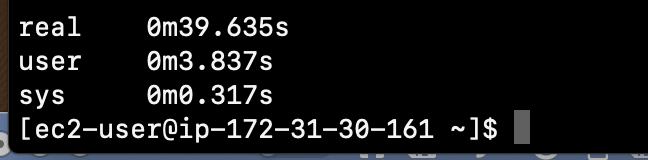 real    0m39.635s
user    0m3.837s
sys     0m0.317s
[ec2-user@ip-172-31-30-161 ~]$